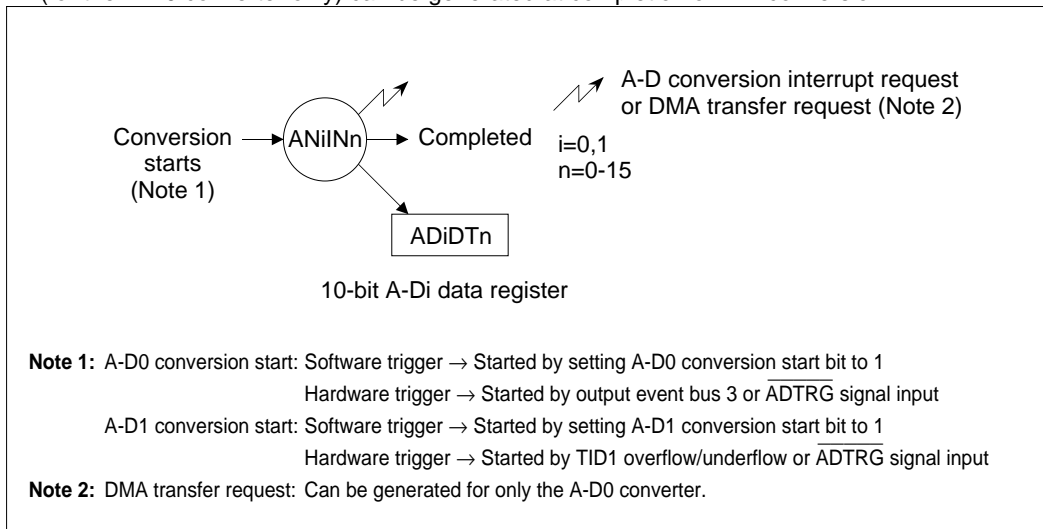 A-D conversion interrupt request
or DMA transfer request (Note 2)
Conversion
starts
(Note 1)
ANiINn
Completed
i=0,1
n=0-15
ADiDTn
10-bit A-Di data register
Note 1: A-D0 conversion start: Software trigger → Started by setting A-D0 conversion start bit to 1
Hardware trigger → Started by output event bus 3 or ADTRG signal input
A-D1 conversion start: Software trigger → Started by setting A-D1 conversion start bit to 1
Hardware trigger → Started by TID1 overflow/underflow or ADTRG signal input
Note 2: DMA transfer request: Can be generated for only the A-D0 converter.